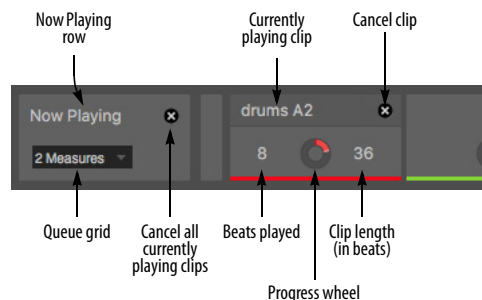 Now Playing
row
Currently
playing clip
Cancel clip
Now Playing
drums A2
2 Measures
8
36
Queue grid
Cancel all
currently
playing clips
Beats played
Clip length
(in beats)
Progress wheel